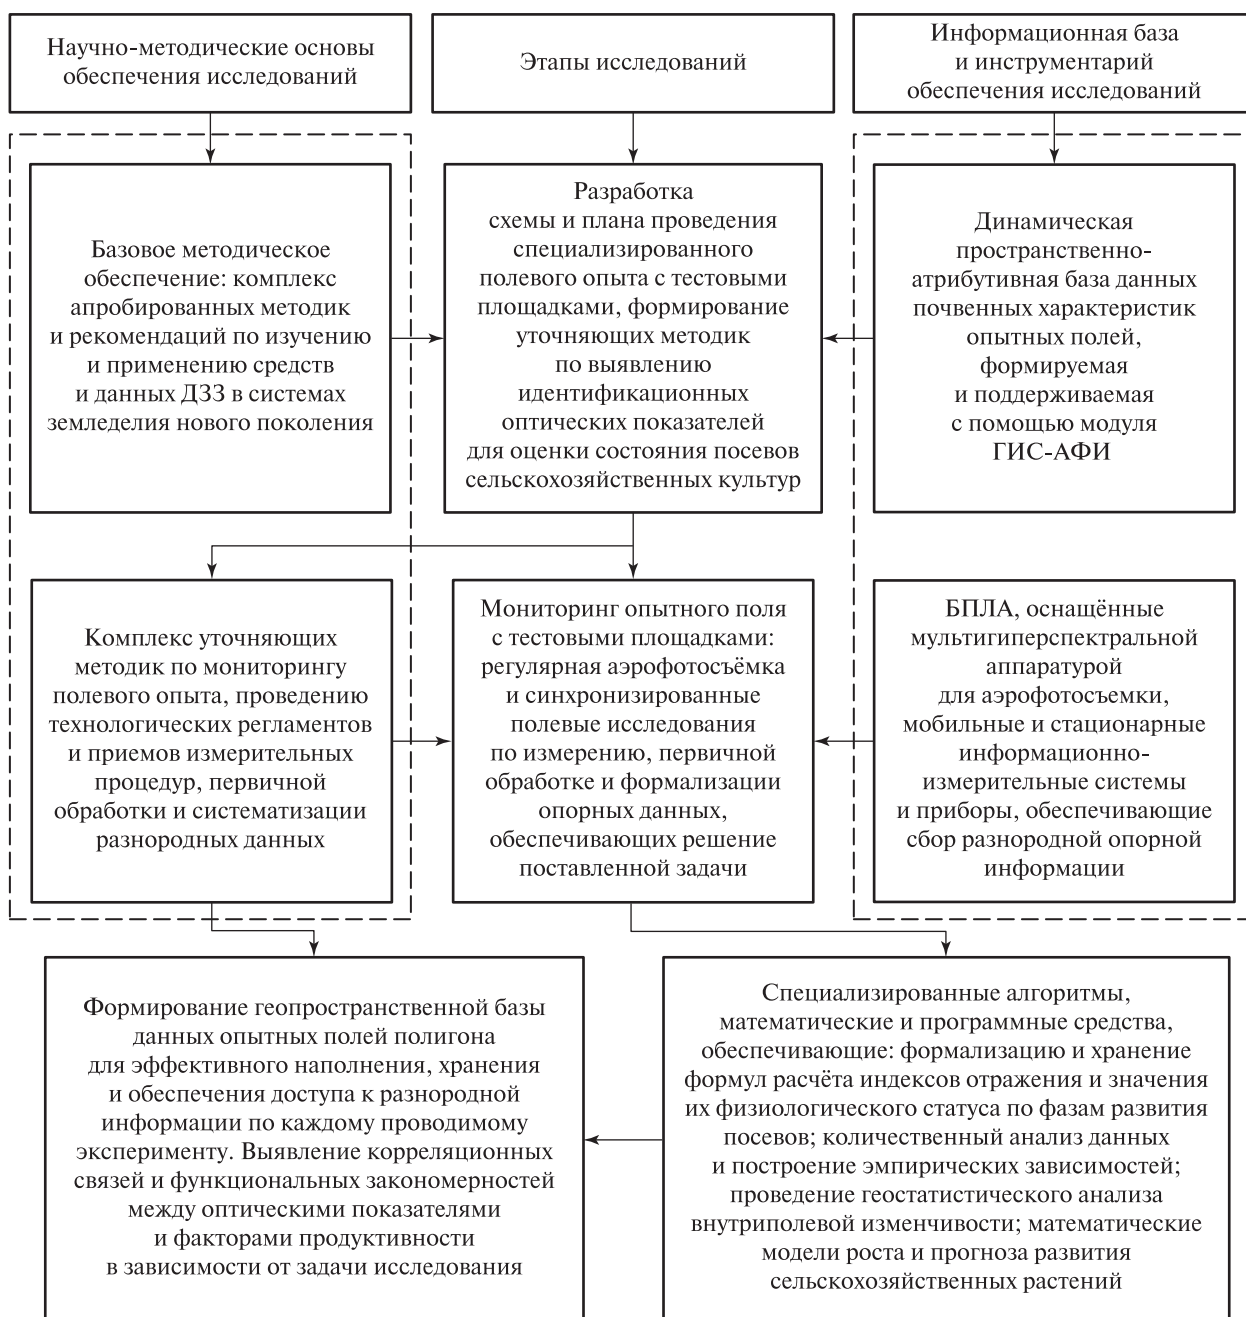 Научно-методические основы
обеспечения исследований
Этапы исследований
Информационная база
и инструментарий
обеспечения исследований
Базовое методическое
обеспечение: комплекс
апробированных методик
и рекомендаций по изучению
и применению средств
и данных ДЗЗ в системах
земледелия нового поколения
Разработка
схемы и плана проведения
специализированного
полевого опыта с тестовыми
площадками, формирование
уточняющих методик
по выявлению
идентификационных
оптических показателей
для оценки состояния посевов
сельскохозяйственных культур
Динамическая
пространственно-
атрибутивная база данных
почвенных характеристик
опытных полей,
формируемая
и поддерживаемая
с помощью модуля
ГИС-АФИ
Комплекс уточняющих
методик по мониторингу
полевого опыта, проведению
технологических регламентов
и приемов измерительных
процедур, первичной
обработки и систематизации
разнородных данных
Мониторинг опытного поля
с тестовыми площадками:
регулярная аэрофотосъёмка
и синхронизированные
полевые исследования
по измерению, первичной
обработке и формализации
опорных данных,
обеспечивающих решение
поставленной задачи
БПЛА, оснащённые
мультигиперспектральной
аппаратурой
для аэрофотосъемки,
мобильные и стационарные
информационно-
измерительные системы
и приборы, обеспечивающие
сбор разнородной опорной
информации
Формирование геопространственной базы
данных опытных полей полигона
для эффективного наполнения, хранения
и обеспечения доступа к разнородной
информации по каждому проводимому
эксперименту. Выявление корреляционных
связей и функциональных закономерностей
между оптическими показателями
и факторами продуктивности
в зависимости от задачи исследования
Специализированные алгоритмы,
математические и программные средства,
обеспечивающие: формализацию и хранение
формул расчёта индексов отражения и значения
их физиологического статуса по фазам развития
посевов; количественный анализ данных
и построение эмпирических зависимостей;
проведение геостатистического анализа
внутриполевой изменчивости; математические
модели роста и прогноза развития
сельскохозяйственных растений